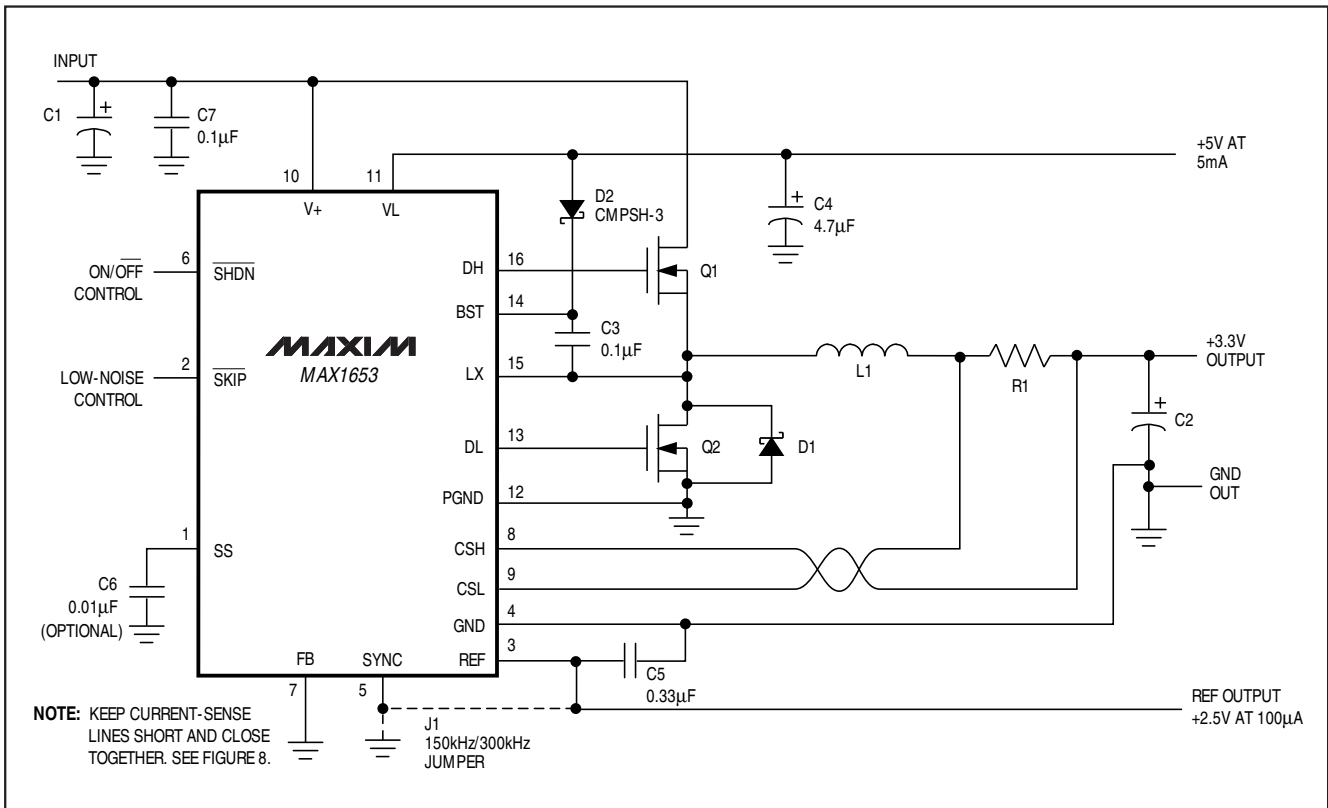 INPUT
C1
+
C7
0.1µF
+5V AT
5mA
10
11
V+
VL
D2
CMPSH-3
+
C4
4.7µF
ON/O̅F̅F̅
CONTROL
6
S̅H̅D̅N̅
DH
16
Q1
BST
14
C3
0.1µF
MAXIM
MAX1653
+3.3V
OUTPUT
LOW-NOISE
CONTROL
2
S̅K̅I̅P̅
LX
15
L1
R1
+
C2
DL
13
Q2
D1
GND
OUT
PGND
12
1
SS
CSH
8
C6
0.01µF
(OPTIONAL)
CSL
9
GND
4
FB
SYNC
REF
3
C5
0.33µF
7
5
NOTE: KEEP CURRENT-SENSE
LINES SHORT AND CLOSE
TOGETHER. SEE FIGURE 8.
J1
150kHz/300kHz
JUMPER
REF OUTPUT
+2.5V AT 100µA